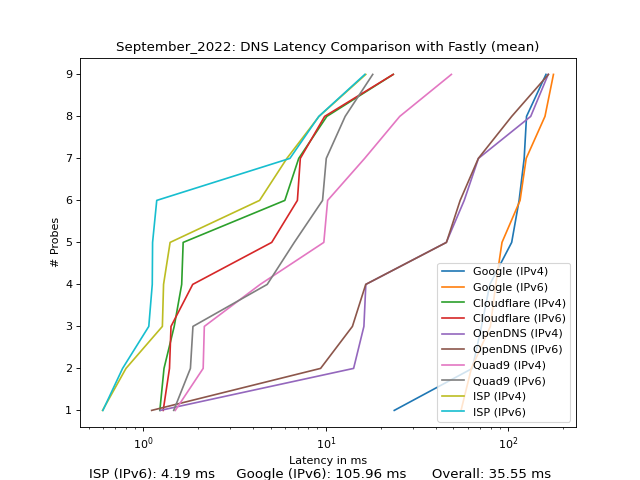 September_2022: DNS Latency Comparison with Fastly (mean)
9
8
7
6
5
4
3
2
1
# Probes
Google (IPv4)
Google (IPv6)
Cloudflare (IPv4)
Cloudflare (IPv6)
OpenDNS (IPv4)
OpenDNS (IPv6)
Quad9 (IPv4)
Quad9 (IPv6)
ISP (IPv4)
ISP (IPv6)
10⁰ 10¹ 10²
Latency in ms
ISP (IPv6): 4.19 ms Google (IPv6): 105.96 ms Overall: 35.55 ms